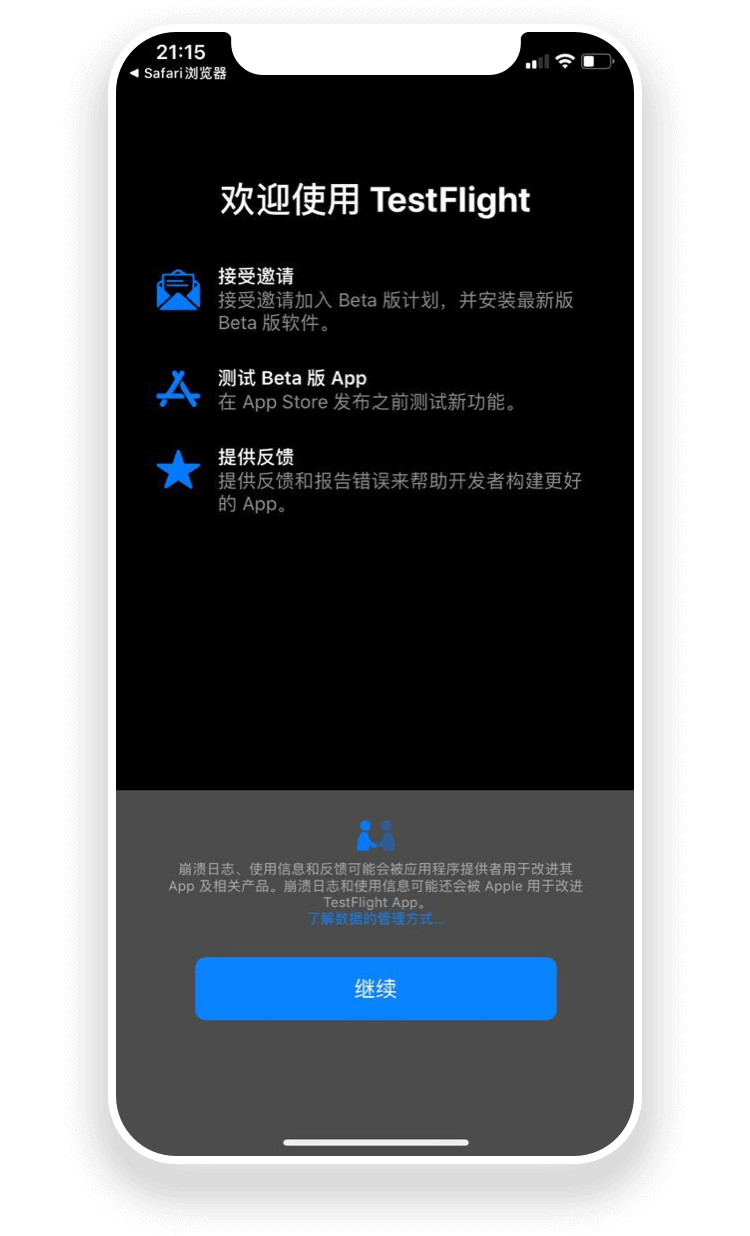 21:15
◀ Safari浏览器
欢迎使用 TestFlight
接受邀请
接受邀请加入 Beta 版计划，并安装最新版
Beta 版软件。
测试 Beta 版 App
在 App Store 发布之前测试新功能。
提供反馈
提供反馈和报告错误来帮助开发者构建更好
的 App。
崩溃日志、使用信息和反馈可能会被应用程序提供者用于改进其
App 及相关产品。崩溃日志和使用信息可能还会被 Apple 用于改进
TestFlight App。
了解数据的管理方式...
继续